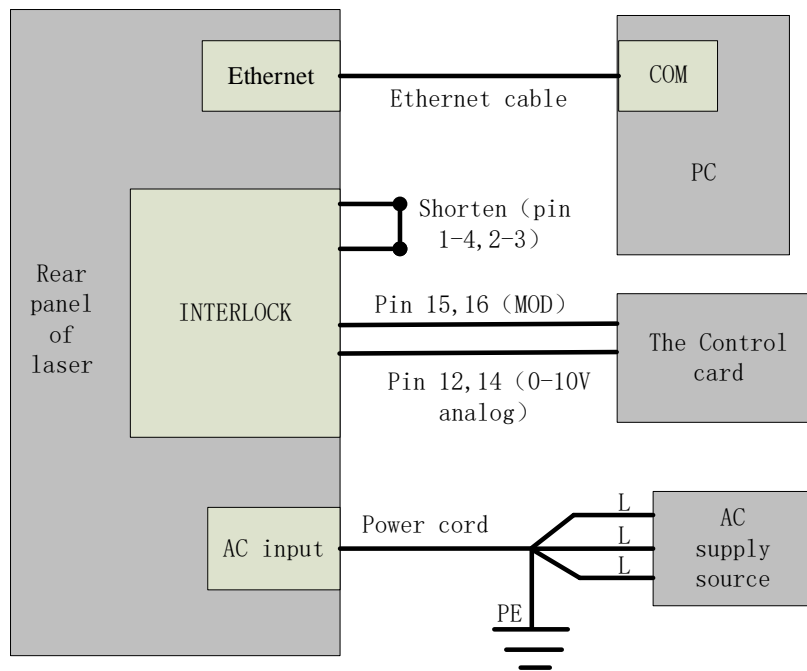 Ethernet
COM
Ethernet cable
PC
Shorten（pin
1-4,2-3）
Rear
panel
of
laser
INTERLOCK
Pin 15,16（MOD）
The Control
card
Pin 12,14（0-10V
analog）
AC input
Power cord
L
L
L
AC
supply
source
PE